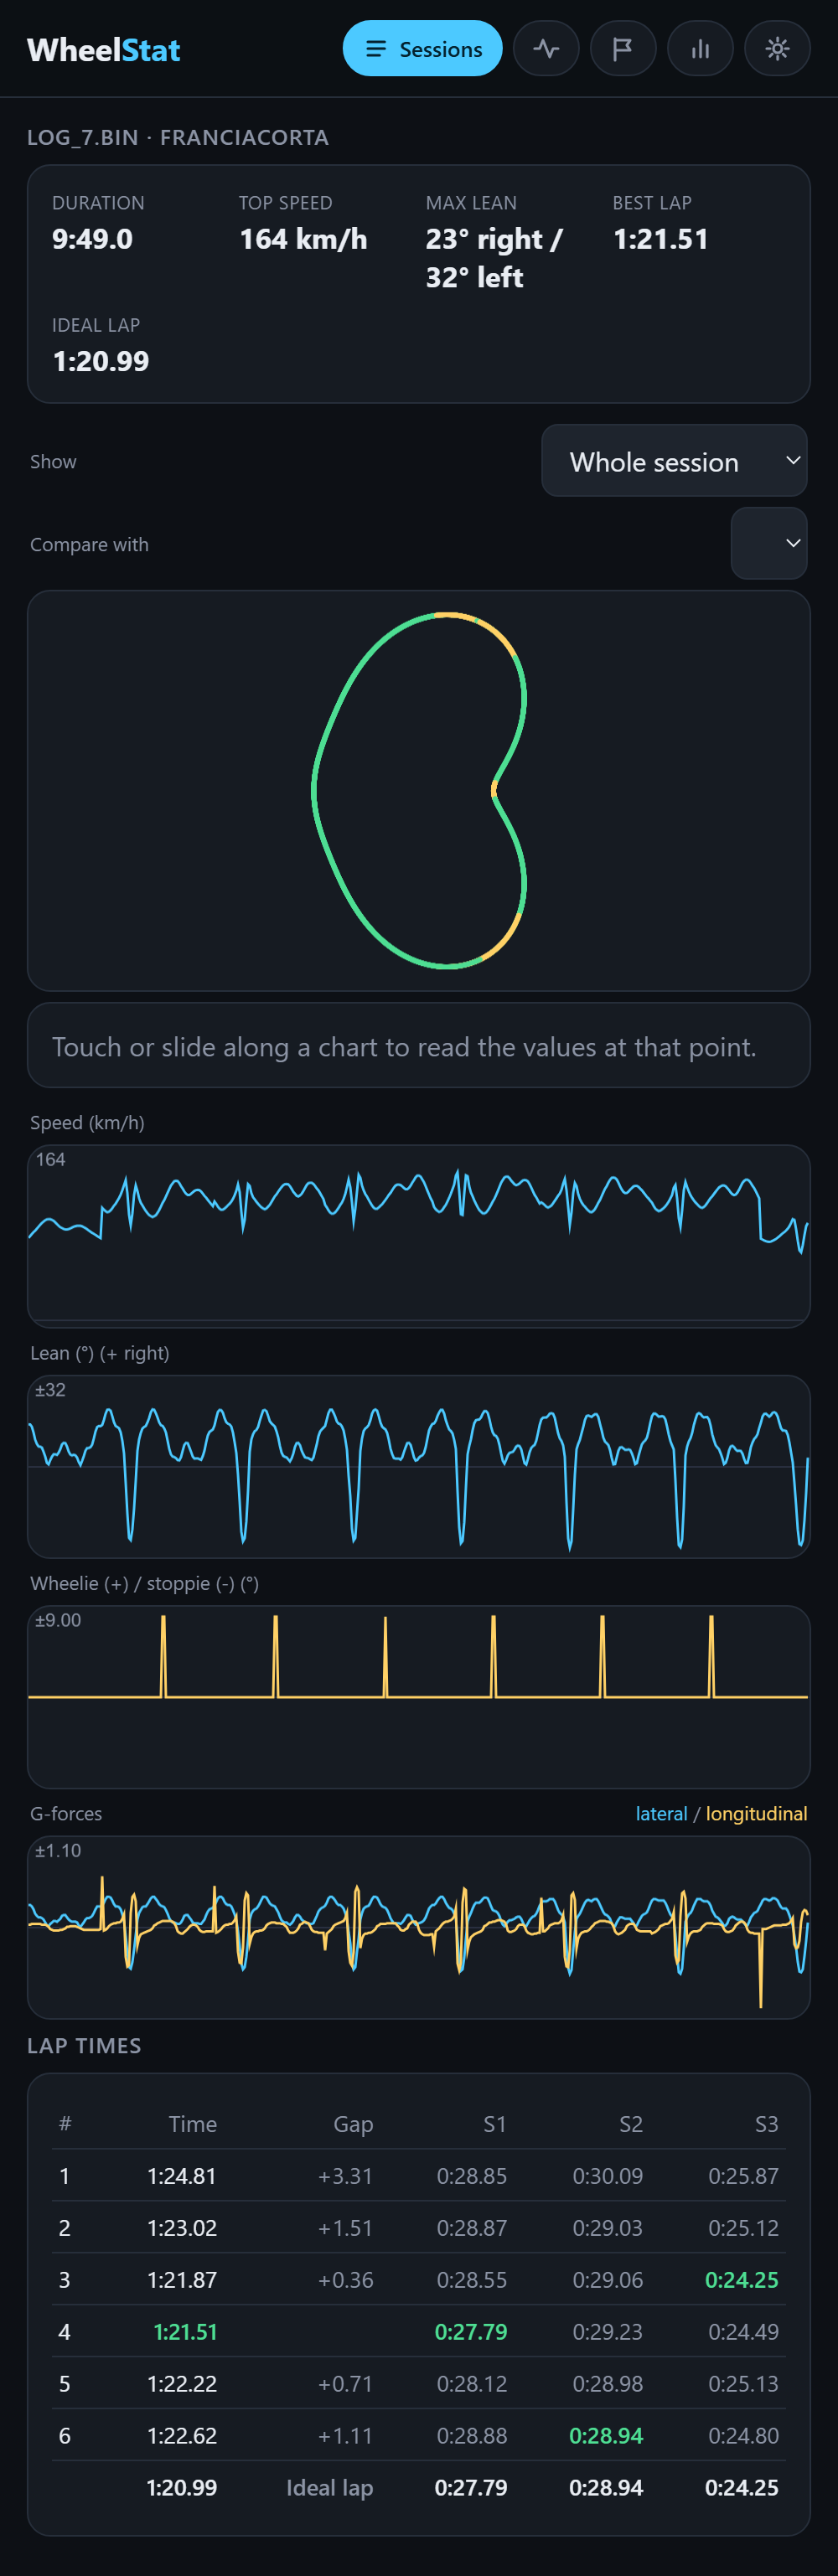 WheelStat
Sessions
LOG_7.BIN · FRANCIACORTA
DURATION TOP SPEED MAX LEAN BEST LAP
9:49.0 164 km/h 23° right / 1:21.51
32° left
IDEAL LAP
1:20.99
Show Whole session
Compare with
Touch or slide along a chart to read the values at that point.
Speed (km/h)
164
Lean (°) (+ right)
±32
Wheelie (+) / stoppie (-) (°)
±9.00
G-forces lateral / longitudinal
±1.10
LAP TIMES
# Time Gap S1 S2 S3
1 1:24.81 +3.31 0:28.85 0:30.09 0:25.87
2 1:23.02 +1.51 0:28.87 0:29.03 0:25.12
3 1:21.87 +0.36 0:28.55 0:29.06 0:24.25
4 1:21.51 0:27.79 0:29.23 0:24.49
5 1:22.22 +0.71 0:28.12 0:28.98 0:25.13
6 1:22.62 +1.11 0:28.88 0:28.94 0:24.80
1:20.99 Ideal lap 0:27.79 0:28.94 0:24.25